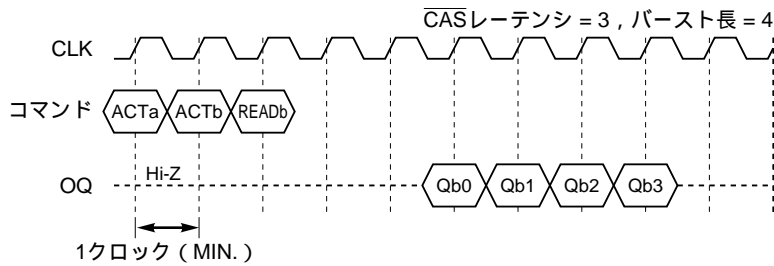 CASレーテンシ = 3 , バースト長 = 4
CLK
コマンド ACTa ACTb READb
Hi-Z
OQ Qb0 Qb1 Qb2 Qb3
1クロック ( MIN. )